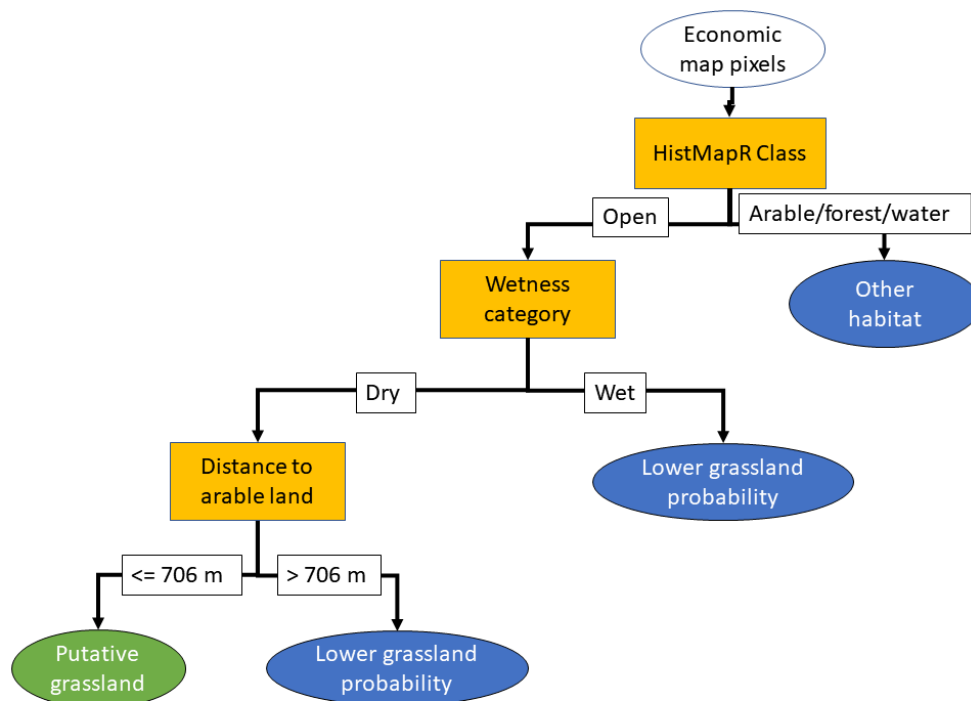 Economic
map pixels
HistMapR Class
Open
Arable/forest/water
Wetness
category
Other
habitat
Dry
Wet
Distance to
arable land
Lower grassland
probability
<= 706 m
> 706 m
Putative
grassland
Lower grassland
probability